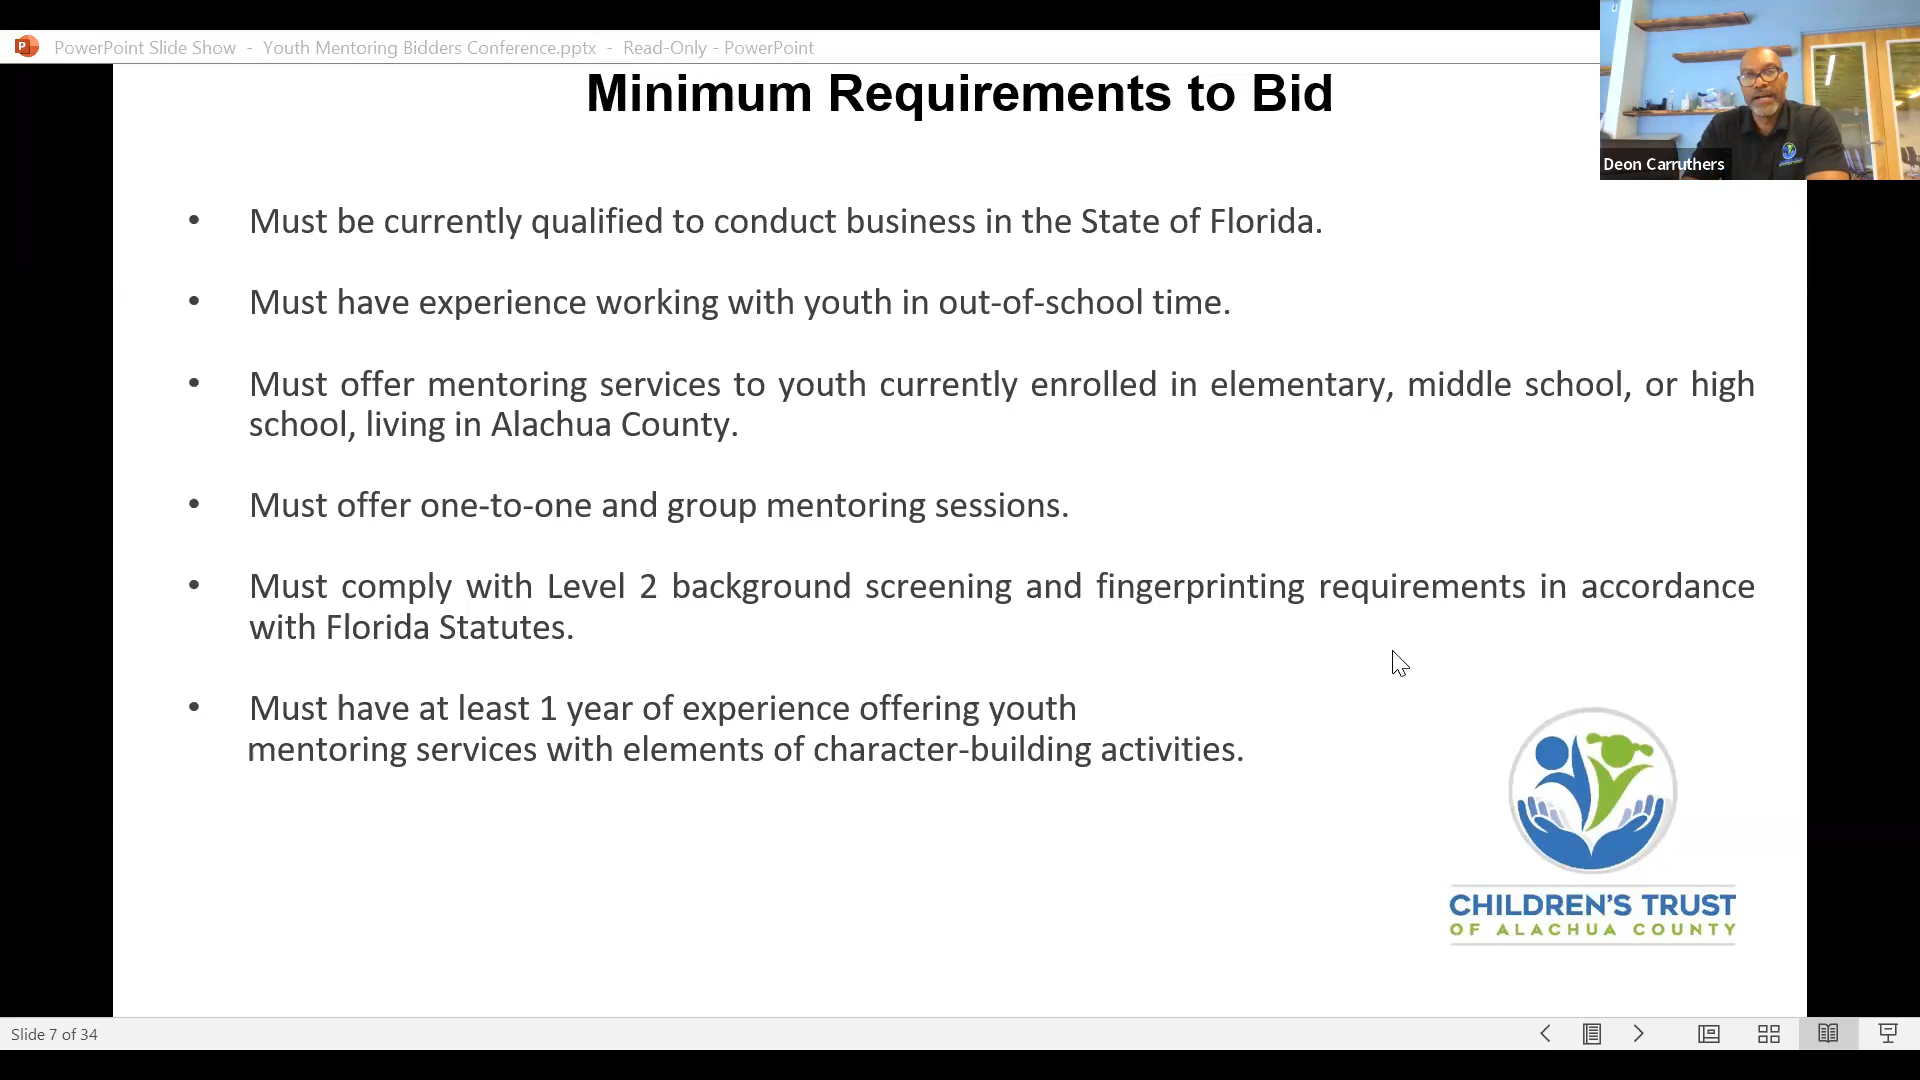 PowerPoint Slide Show - Youth Mentoring Bidders Conference.pptx - Read-Only - PowerPoint
Minimum Requirements to Bid
Deon Carruthers
• Must be currently qualified to conduct business in the State of Florida.
• Must have experience working with youth in out-of-school time.
• Must offer mentoring services to youth currently enrolled in elementary, middle school, or high
school, living in Alachua County.
• Must offer one-to-one and group mentoring sessions.
• Must comply with Level 2 background screening and fingerprinting requirements in accordance
with Florida Statutes.
• Must have at least 1 year of experience offering youth
mentoring services with elements of character-building activities.
CHILDREN'S TRUST
OF ALACHUA COUNTY
Slide 7 of 34